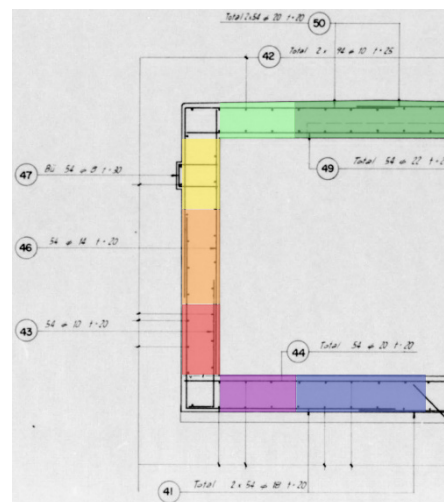 Total 2x54 ⌀ 20 t=20
50
42
Total 2 x 94 ⌀ 10 t=25
47
Bü 54 ⌀ 8 t=30
49
Total 54 ⌀ 22
46
54 ⌀ 14 t=20
43
54 ⌀ 10 t=20
44
Total 54 ⌀ 20 t=20
41
Total 2 x 54 ⌀ 18 t=20